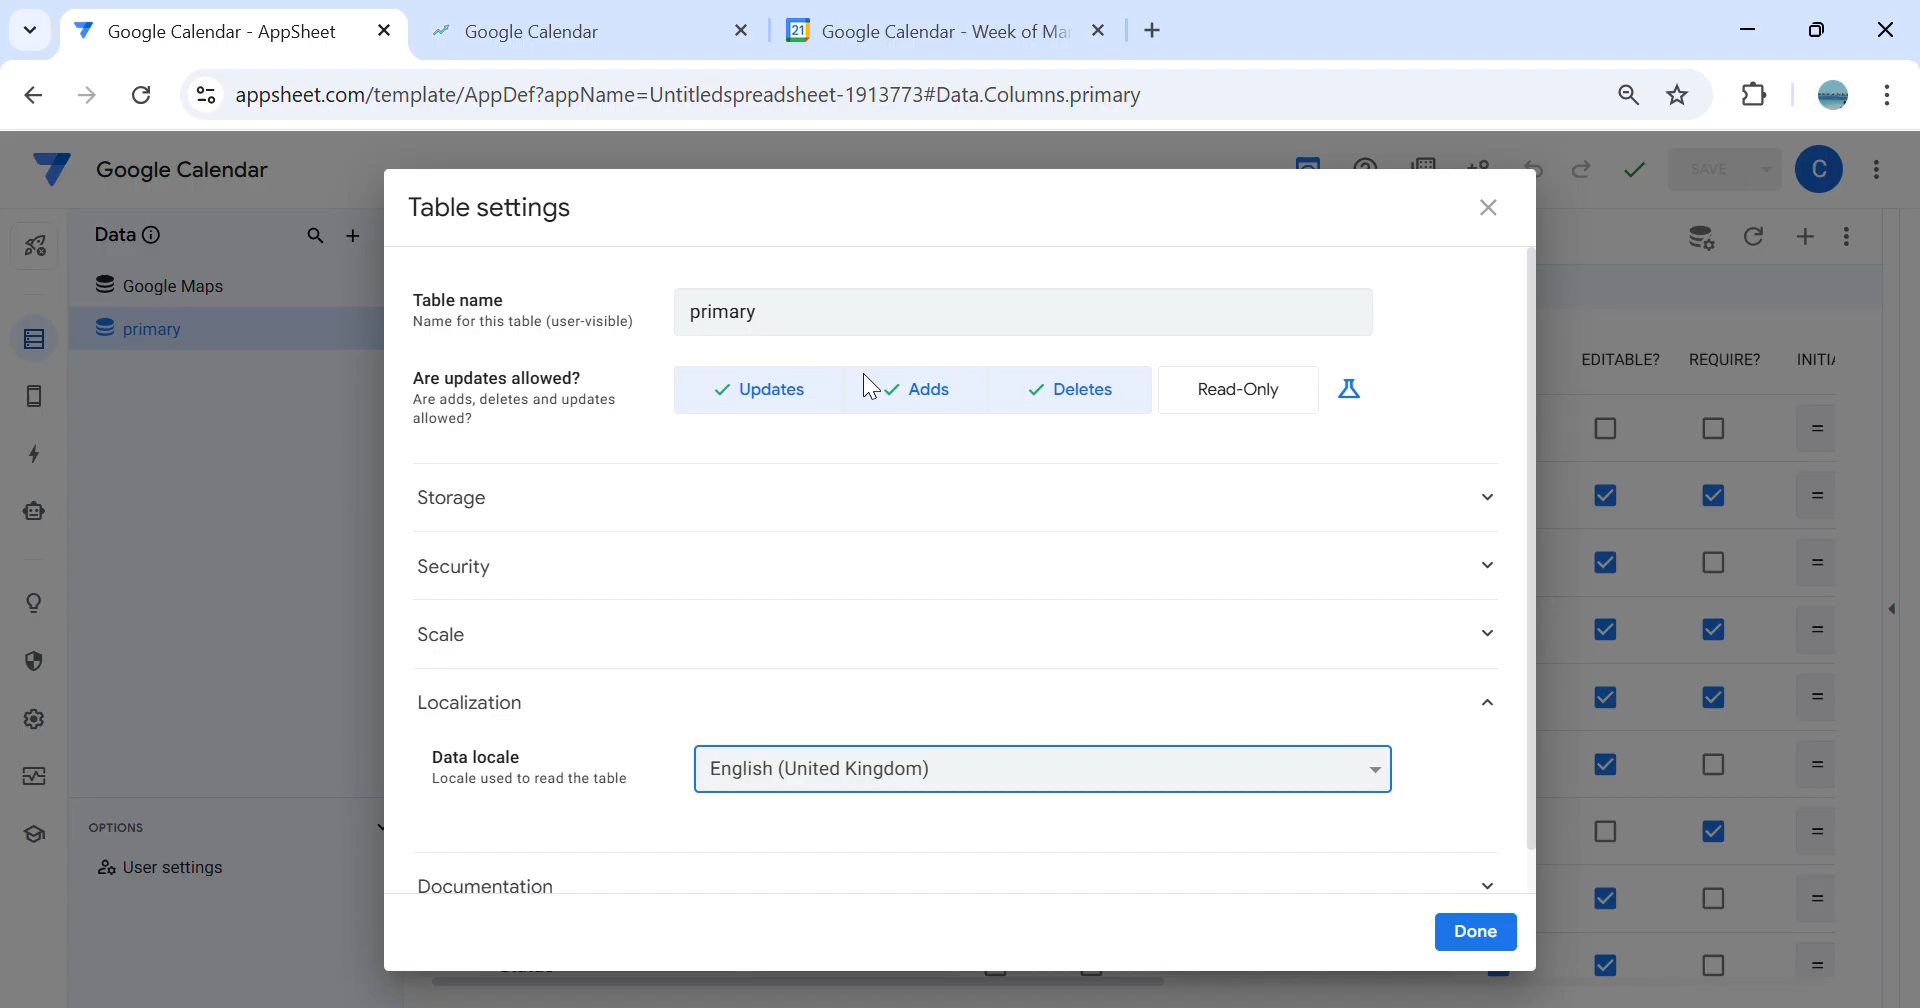 Google Calendar - AppSheet
Google Calendar
Google Calendar - Week of Mar
appsheet.com/template/AppDef?appName=Untitledspreadsheet-1913773#Data.Columns.primary
Google Calendar
SAVE
C
Data
Google Maps
primary
OPTIONS
User settings
Table settings
Table name
Name for this table (user-visible)
primary
Are updates allowed?
Are adds, deletes and updates
allowed?
Updates
Adds
Deletes
Read-Only
Storage
Security
Scale
Localization
Data locale
Locale used to read the table
English (United Kingdom)
Documentation
Done
EDITABLE?
REQUIRE?
INITIA
=
=
=
=
=
=
=
=
=